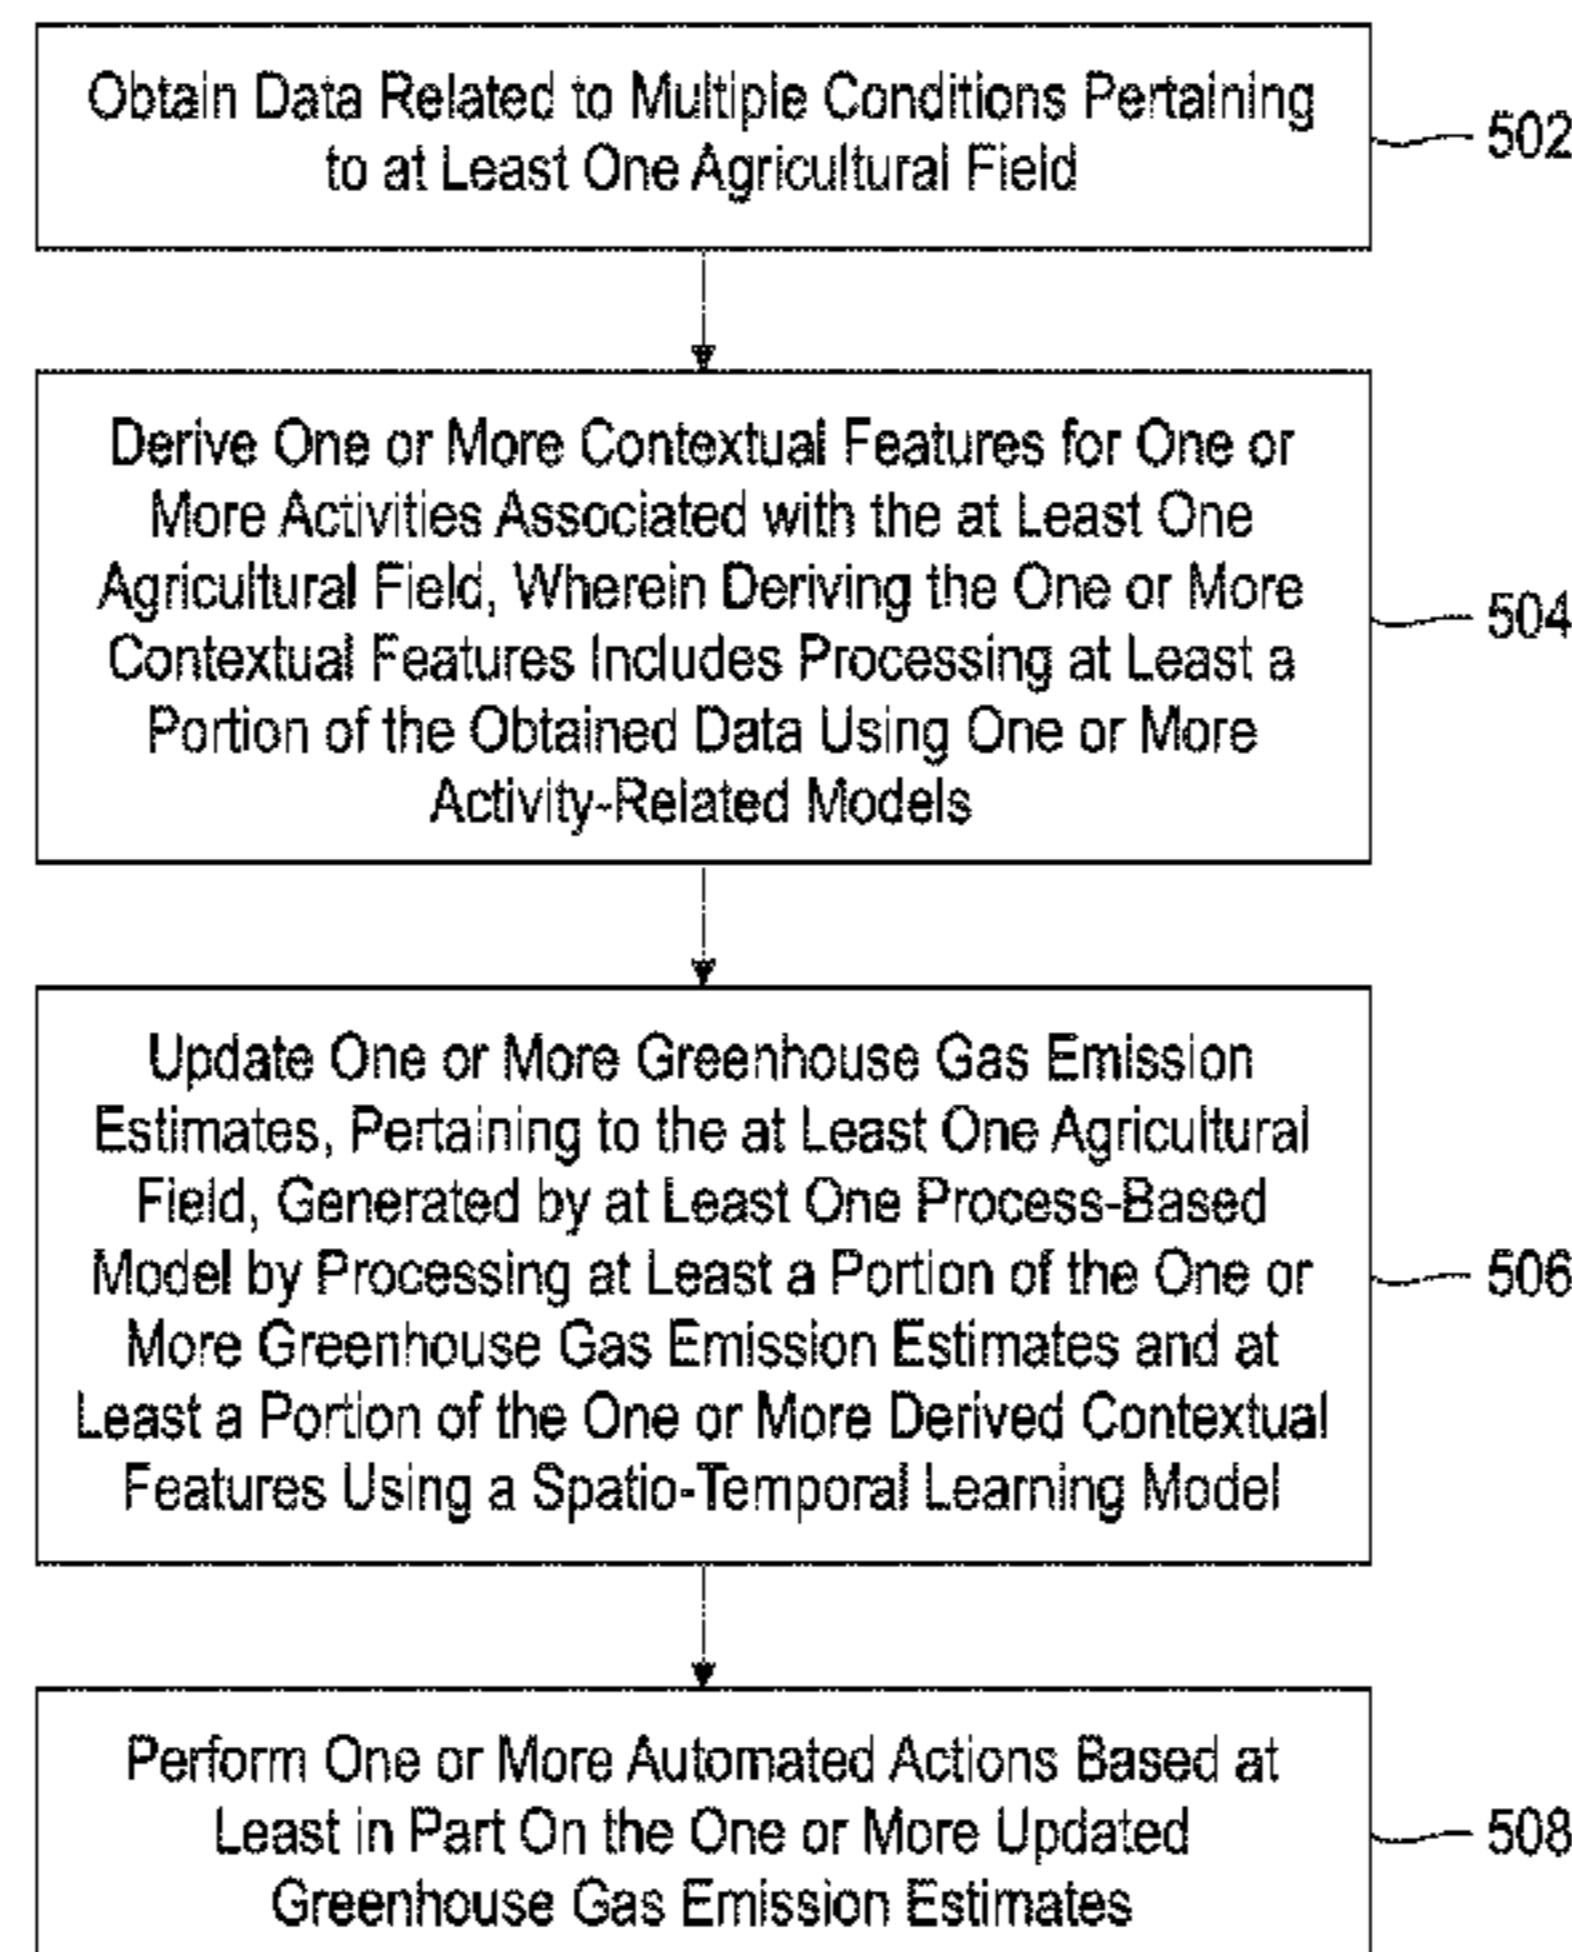 Obtain Data Related to Multiple Conditions Pertaining
to at Least One Agricultural Field
502
Derive One or More Contextual Features for One or
More Activities Associated with the at Least One
Agricultural Field, Wherein Deriving the One or More
Contextual Features Includes Processing at Least a
Portion of the Obtained Data Using One or More
Activity-Related Models
504
Update One or More Greenhouse Gas Emission
Estimates, Pertaining to the at Least One Agricultural
Field, Generated by at Least One Process-Based
Model by Processing at Least a Portion of the One or
More Greenhouse Gas Emission Estimates and at
Least a Portion of the One or More Derived Contextual
Features Using a Spatio-Temporal Learning Model
506
Perform One or More Automated Actions Based at
Least in Part On the One or More Updated
Greenhouse Gas Emission Estimates
508